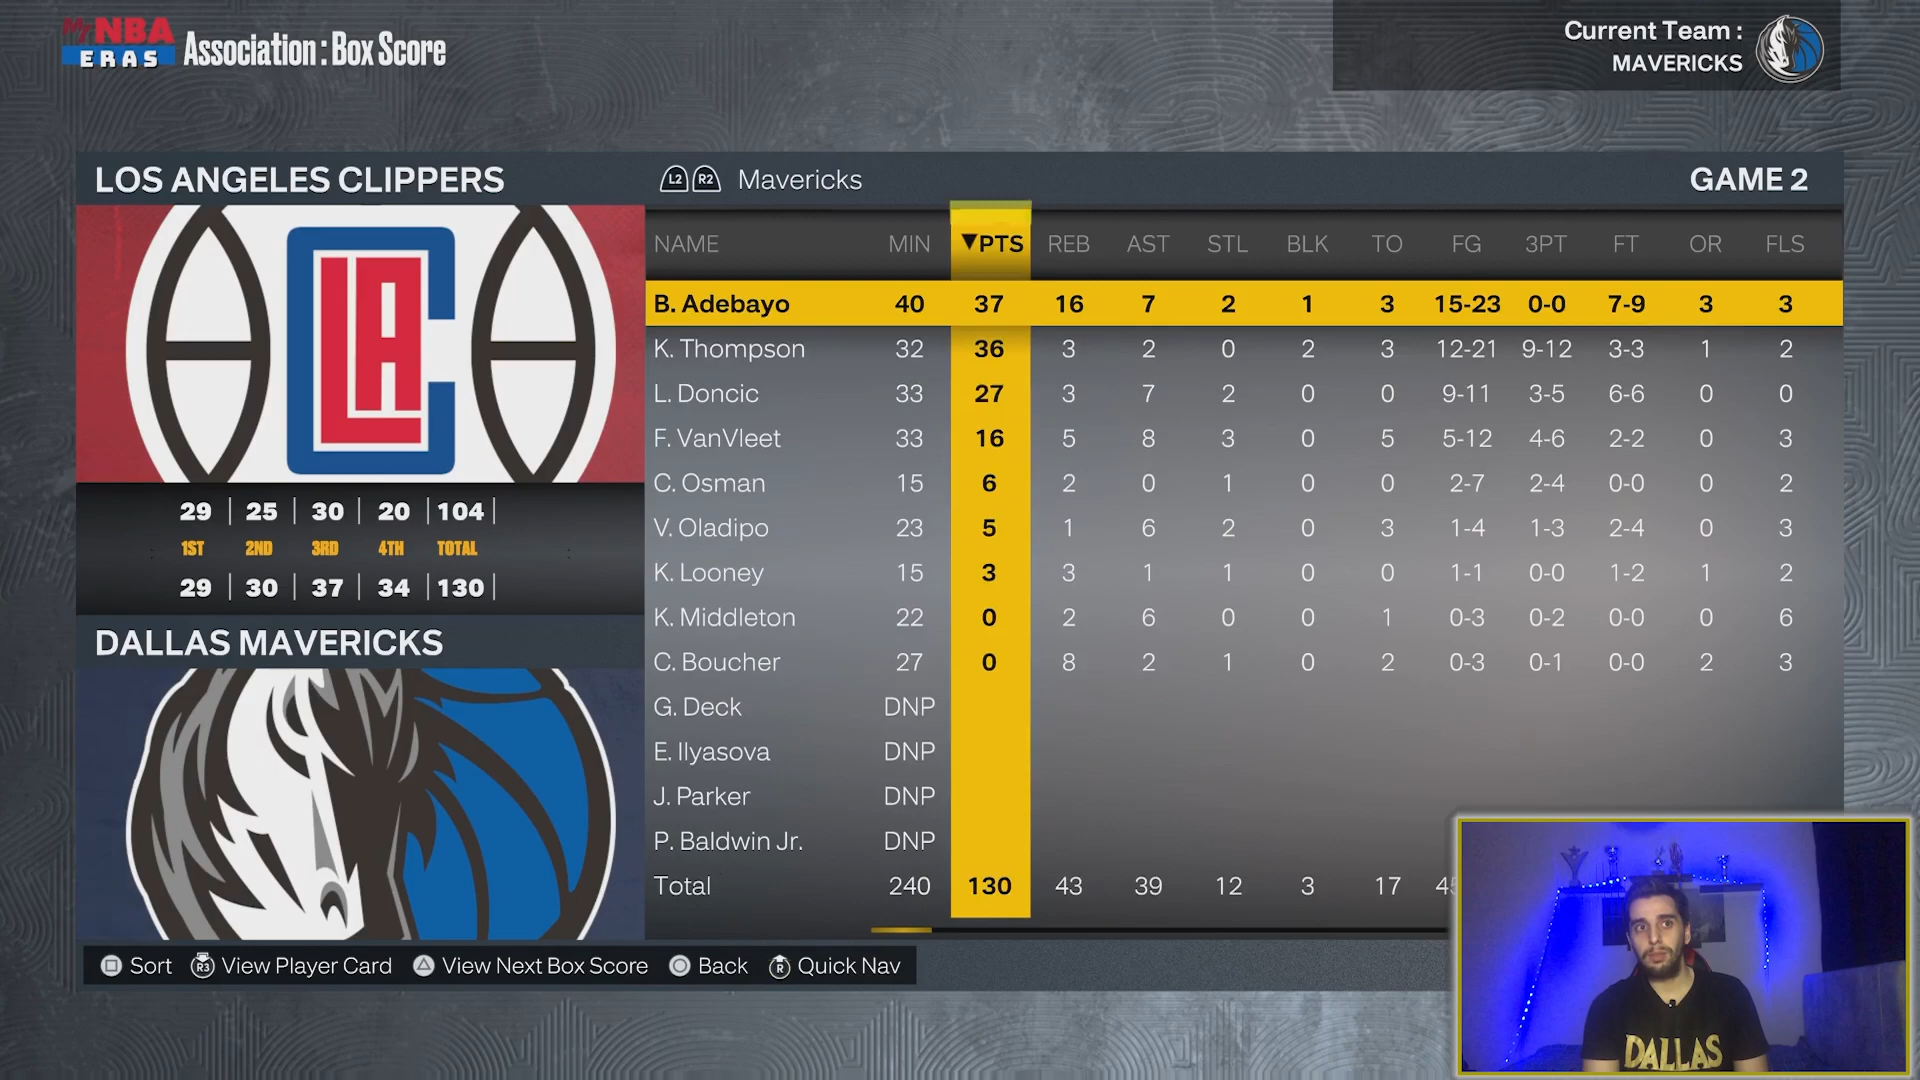 My NBA ERAS Association : Box Score
Current Team :
MAVERICKS
LOS ANGELES CLIPPERS
LA
29 | 25 | 30 | 20 | 104 |
1ST 2ND 3RD 4TH TOTAL
29 | 30 | 37 | 34 | 130 |
DALLAS MAVERICKS
L2 R2 Mavericks GAME 2
NAME MIN ▼PTS REB AST STL BLK TO FG 3PT FT OR FLS
B. Adebayo 40 37 16 7 2 1 3 15-23 0-0 7-9 3 3
K. Thompson 32 36 3 2 0 2 3 12-21 9-12 3-3 1 2
L. Doncic 33 27 3 7 2 0 0 9-11 3-5 6-6 0 0
F. VanVleet 33 16 5 8 3 0 5 5-12 4-6 2-2 0 3
C. Osman 15 6 2 0 1 0 0 2-7 2-4 0-0 0 2
V. Oladipo 23 5 1 6 2 0 3 1-4 1-3 2-4 0 3
K. Looney 15 3 3 1 1 0 0 1-1 0-0 1-2 1 2
K. Middleton 22 0 2 6 0 0 1 0-3 0-2 0-0 0 6
C. Boucher 27 0 8 2 1 0 2 0-3 0-1 0-0 2 3
G. Deck DNP
E. Ilyasova DNP
J. Parker DNP
P. Baldwin Jr. DNP
Total 240 130 43 39 12 3 17
Sort R3 View Player Card View Next Box Score Back R Quick Nav
DALLAS